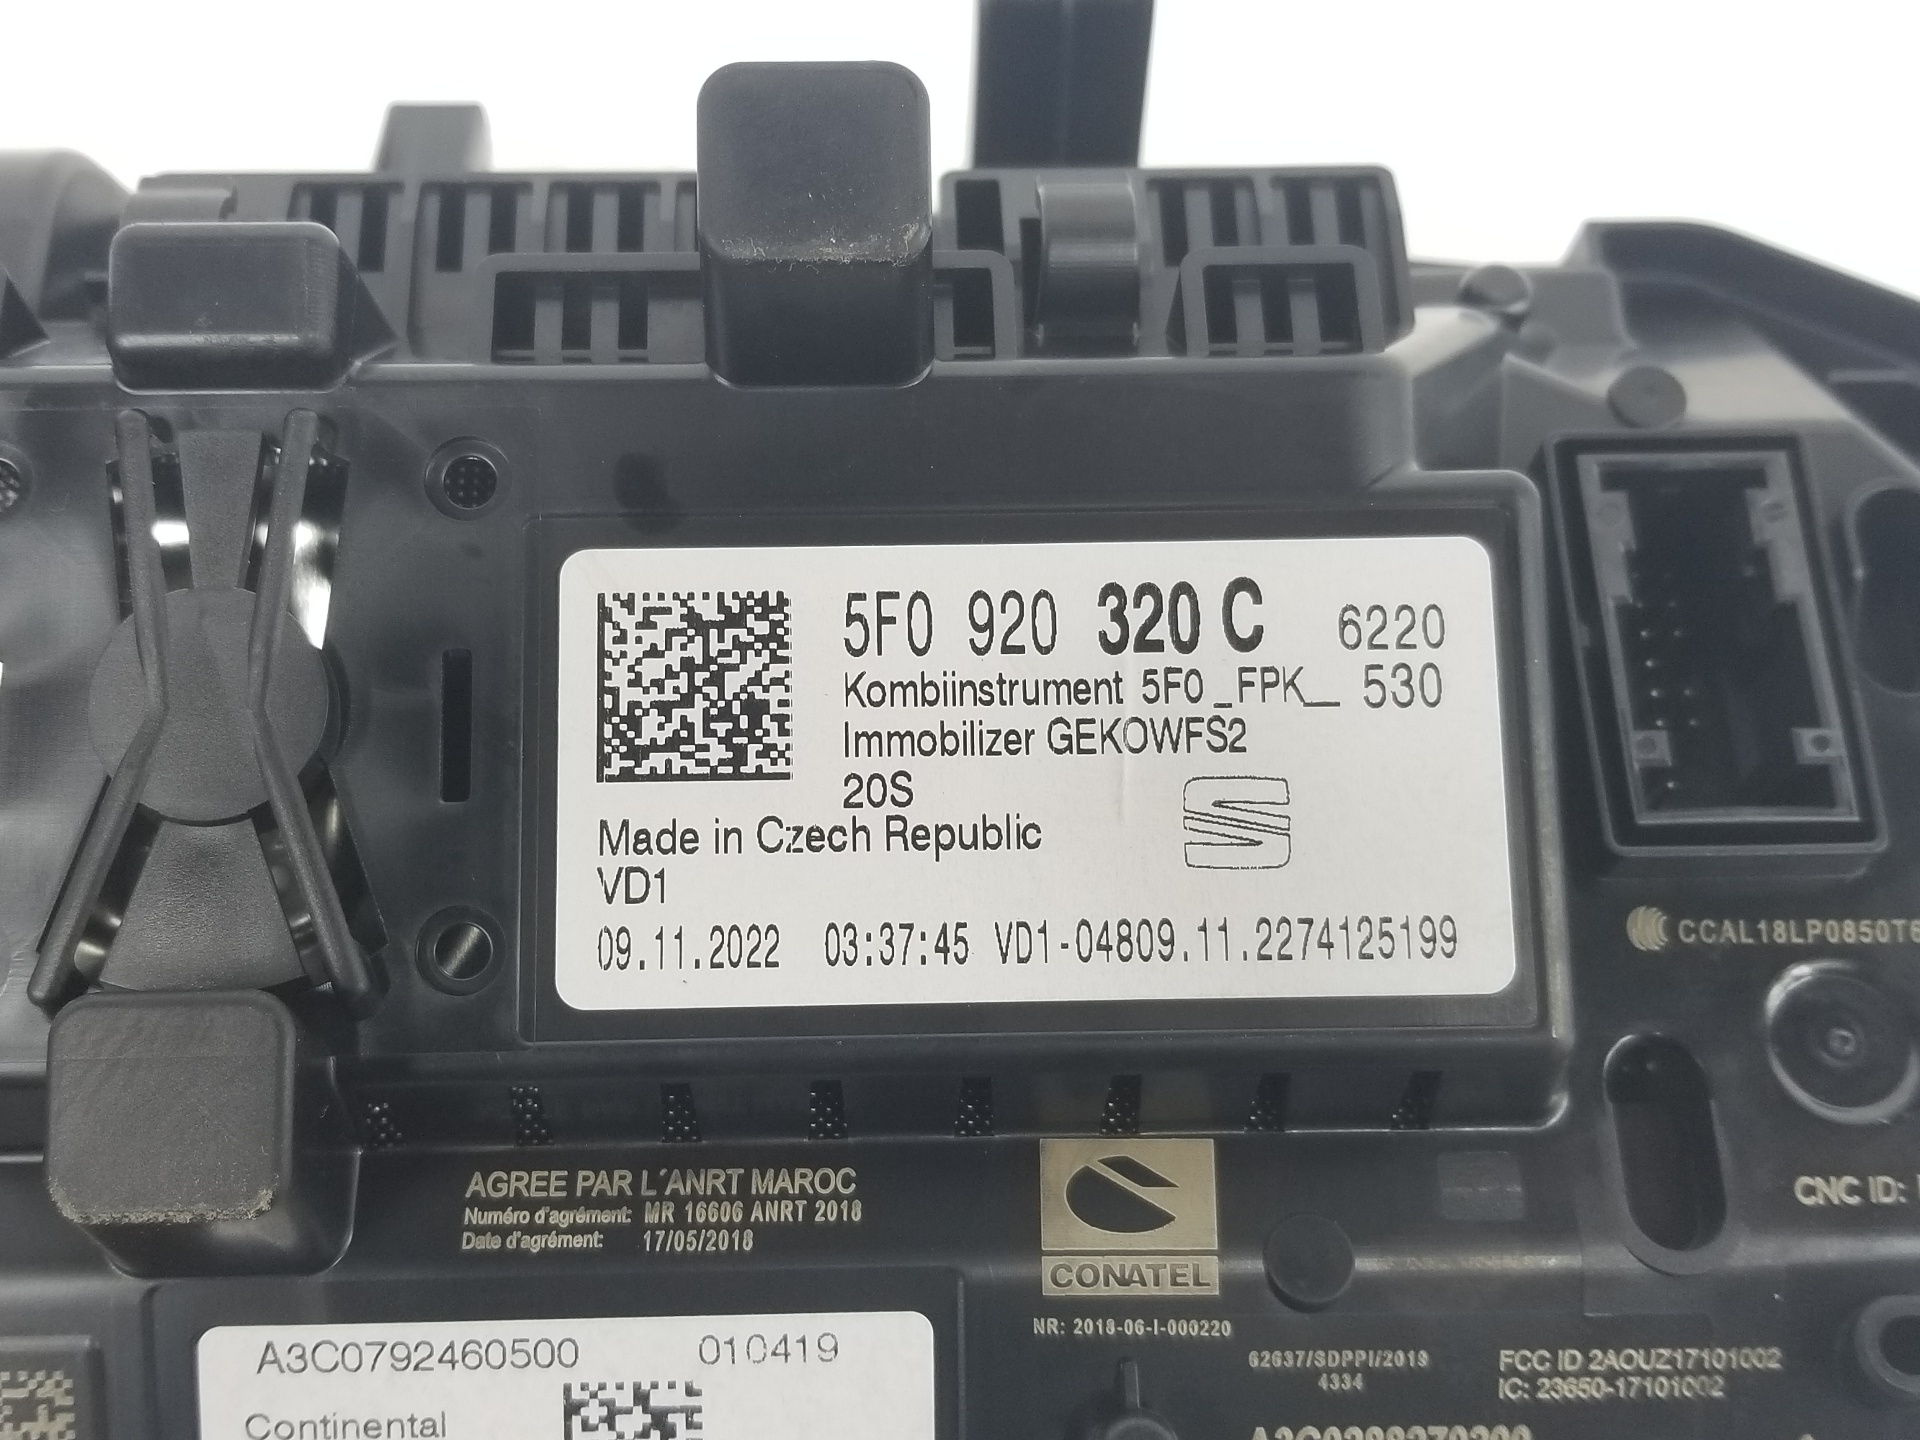 5F0 920 320 C 6220
Kombiinstrument 5F0_FPK_ 530
Immobilizer GEKOWFS2
20S
Made in Czech Republic
VD1
09.11.2022 03:37:45 VD1-04809.11.2274125199
CCAL18LP0850T6
CNC ID:
AGREE PAR L'ANRT MAROC
Numéro d'agrément: MR 16606 ANRT 2018
Date d'agrément: 17/05/2018
CONATEL
NR: 2018-06-I-000220
62637/SDPPI/2019
4334
FCC ID 2AOUZ17101002
IC: 23650-17101002
A3C0792460500 010419
Continental